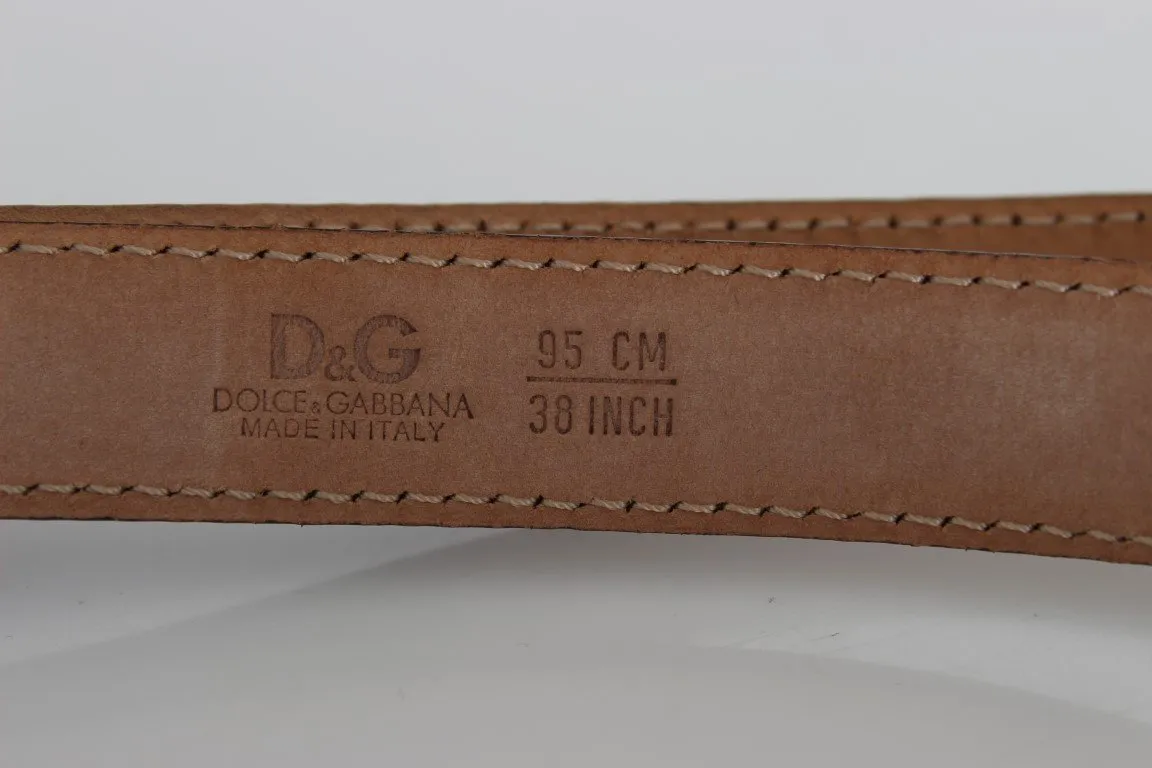 D&G
DOLCE&GABBANA
MADE IN ITALY
95 CM
38 INCH